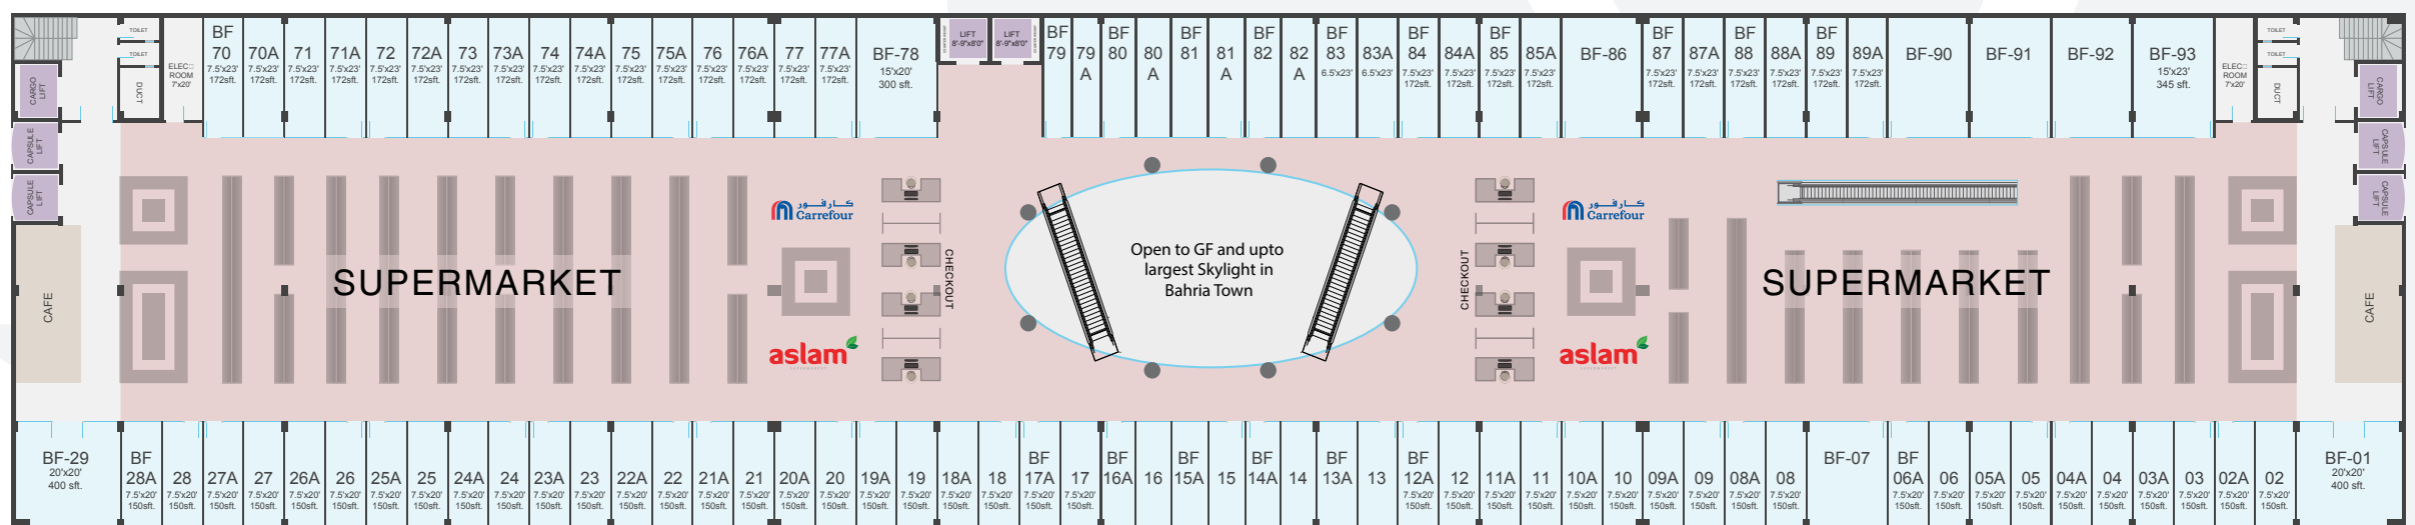 TOILET
TOILET
DUCT
ELEC□
ROOM
7'x20'
CARGO
LIFT
CAPSULE
LIFT
CAPSULE
LIFT
CAFE
BF
70
7.5'x23'
172sft.
70A
7.5'x23'
172sft.
71
7.5'x23'
172sft.
71A
7.5'x23'
172sft.
72
7.5'x23'
172sft.
72A
7.5'x23'
172sft.
73
7.5'x23'
172sft.
73A
7.5'x23'
172sft.
74
7.5'x23'
172sft.
74A
7.5'x23'
172sft.
75
7.5'x23'
172sft.
75A
7.5'x23'
172sft.
76
7.5'x23'
172sft.
76A
7.5'x23'
172sft.
77
7.5'x23'
172sft.
77A
7.5'x23'
172sft.
BF-78
15'x20'
300 sft.
LIFT
8'-9"x8'0"
LIFT
8'-9"x8'0"
BF
79
79
A
BF
80
80
A
BF
81
81
A
BF
82
82
A
BF
83
6.5'x23'
83A
6.5'x23'
BF
84
7.5'x23'
172sft.
84A
7.5'x23'
172sft.
BF
85
7.5'x23'
172sft.
85A
7.5'x23'
172sft.
BF-86
BF
87
7.5'x23'
172sft.
87A
7.5'x23'
172sft.
BF
88
7.5'x23'
172sft.
88A
7.5'x23'
172sft.
BF
89
7.5'x23'
172sft.
89A
7.5'x23'
172sft.
BF-90
BF-91
BF-92
BF-93
15'x23'
345 sft.
ELEC□
ROOM
7'x20'
TOILET
TOILET
DUCT
CARGO
LIFT
CAPSULE
LIFT
CAPSULE
LIFT
CAFE
SUPERMARKET
كارفور
Carrefour
aslam
SUPERMARKET
CHECKOUT
Open to GF and upto
largest Skylight in
Bahria Town
CHECKOUT
كارفور
Carrefour
aslam
SUPERMARKET
SUPERMARKET
BF-29
20'x20'
400 sft.
BF
28A
7.5'x20'
150sft.
28
7.5'x20'
150sft.
27A
7.5'x20'
150sft.
27
7.5'x20'
150sft.
26A
7.5'x20'
150sft.
26
7.5'x20'
150sft.
25A
7.5'x20'
150sft.
25
7.5'x20'
150sft.
24A
7.5'x20'
150sft.
24
7.5'x20'
150sft.
23A
7.5'x20'
150sft.
23
7.5'x20'
150sft.
22A
7.5'x20'
150sft.
22
7.5'x20'
150sft.
21A
7.5'x20'
150sft.
21
7.5'x20'
150sft.
20A
7.5'x20'
150sft.
20
7.5'x20'
150sft.
19A
7.5'x20'
150sft.
19
7.5'x20'
150sft.
18A
7.5'x20'
150sft.
18
7.5'x20'
150sft.
BF
17A
7.5'x20'
150sft.
17
7.5'x20'
150sft.
BF
16A
16
BF
15A
15
BF
14A
14
BF
13A
13
BF
12A
7.5'x20'
150sft.
12
7.5'x20'
150sft.
11A
7.5'x20'
150sft.
11
7.5'x20'
150sft.
10A
7.5'x20'
150sft.
10
7.5'x20'
150sft.
09A
7.5'x20'
150sft.
09
7.5'x20'
150sft.
08A
7.5'x20'
150sft.
08
7.5'x20'
150sft.
BF-07
BF
06A
7.5'x20'
150sft.
06
7.5'x20'
150sft.
05A
7.5'x20'
150sft.
05
7.5'x20'
150sft.
04A
7.5'x20'
150sft.
04
7.5'x20'
150sft.
03A
7.5'x20'
150sft.
03
7.5'x20'
150sft.
02A
7.5'x20'
150sft.
02
7.5'x20'
150sft.
BF-01
20'x20'
400 sft.